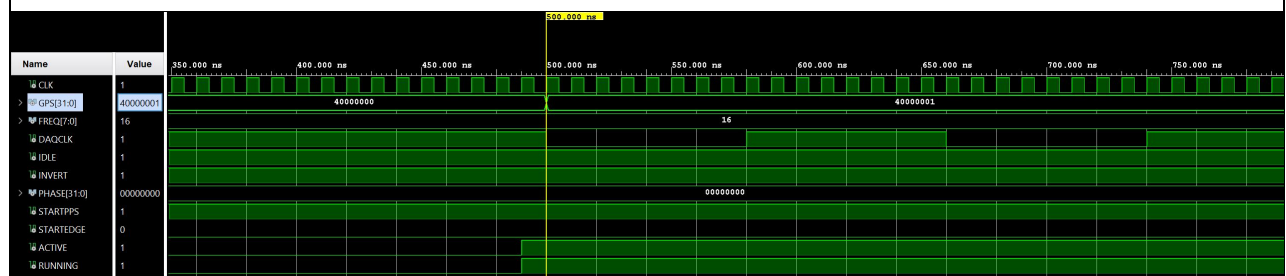 500.000 ns
Name Value
350.000 ns 400.000 ns 450.000 ns 500.000 ns 550.000 ns 600.000 ns 650.000 ns 700.000 ns 750.000 ns
CLK 1
GPS[31:0] 40000001 40000000 40000001
FREQ[7:0] 16 16
DAQCLK 1
IDLE 1
INVERT 1
PHASE[31:0] 00000000 00000000
STARTPPS 1
STARTEDGE 0
ACTIVE 1
RUNNING 1